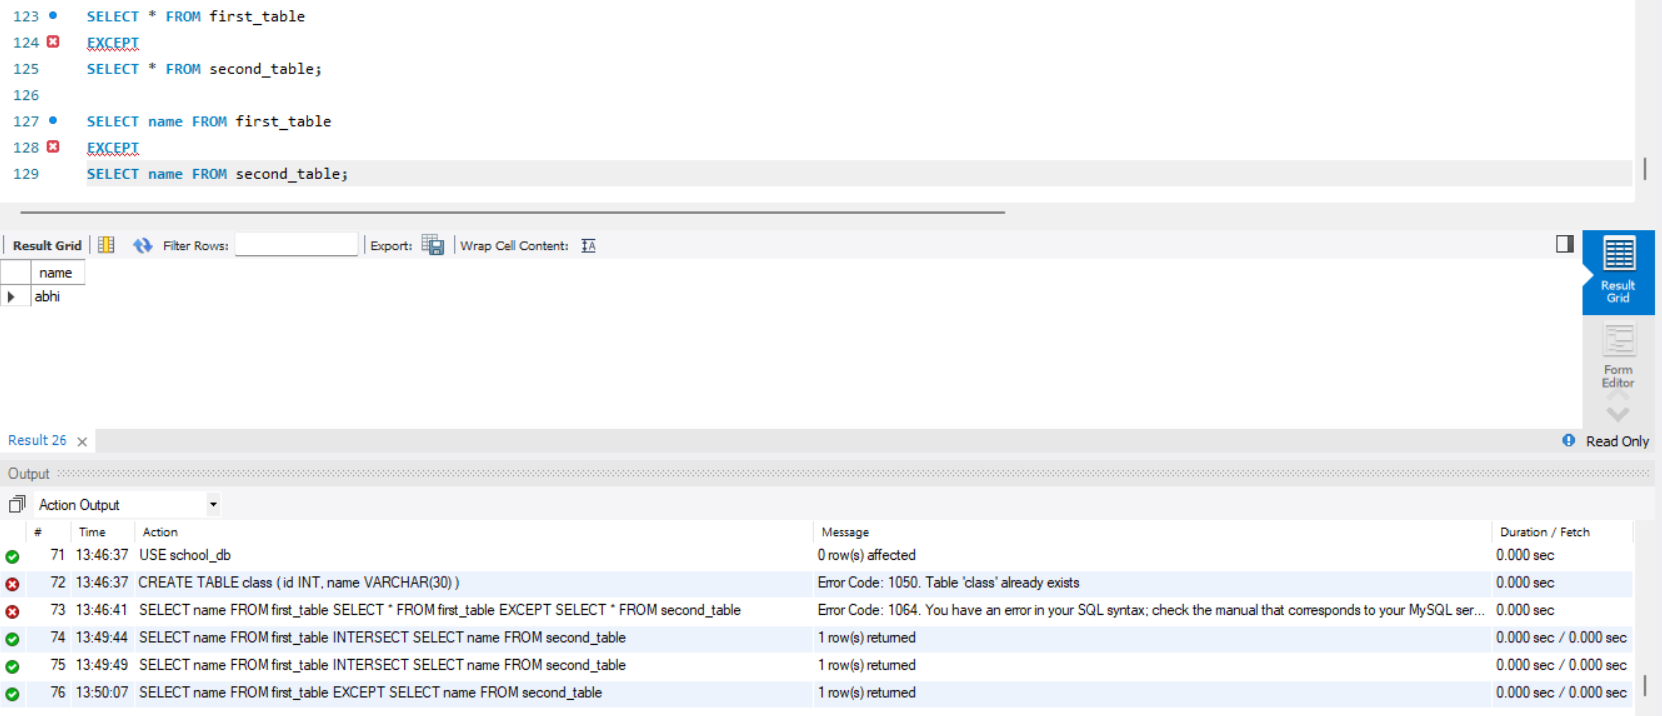 123 SELECT * FROM first_table
124 EXCEPT
125 SELECT * FROM second_table;
126
127 SELECT name FROM first_table
128 EXCEPT
129 SELECT name FROM second_table;
Result Grid Filter Rows: Export: Wrap Cell Content:
name
abhi
Result Grid
Form Editor
Result 26 Read Only
Output
Action Output
# Time Action Message Duration / Fetch
71 13:46:37 USE school_db 0 row(s) affected 0.000 sec
72 13:46:37 CREATE TABLE class ( id INT, name VARCHAR(30) ) Error Code: 1050. Table 'class' already exists 0.000 sec
73 13:46:41 SELECT name FROM first_table SELECT * FROM first_table EXCEPT SELECT * FROM second_table Error Code: 1064. You have an error in your SQL syntax; check the manual that corresponds to your MySQL ser... 0.000 sec
74 13:49:44 SELECT name FROM first_table INTERSECT SELECT name FROM second_table 1 row(s) returned 0.000 sec / 0.000 sec
75 13:49:49 SELECT name FROM first_table INTERSECT SELECT name FROM second_table 1 row(s) returned 0.000 sec / 0.000 sec
76 13:50:07 SELECT name FROM first_table EXCEPT SELECT name FROM second_table 1 row(s) returned 0.000 sec / 0.000 sec